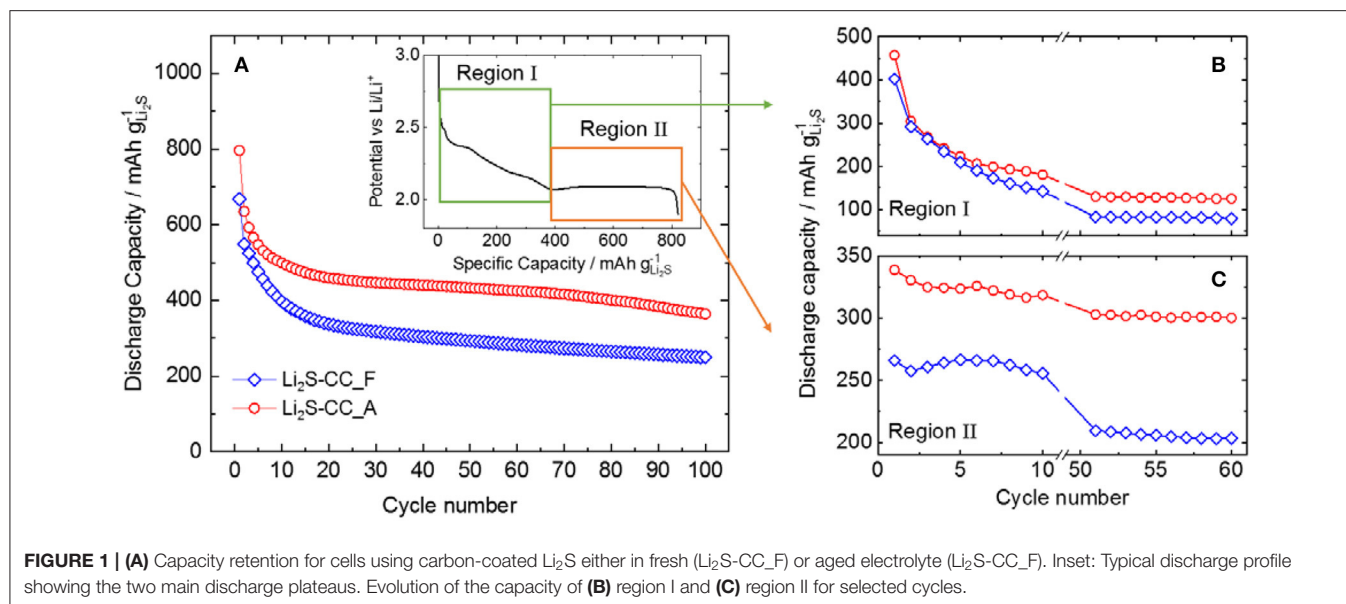 A
1000
800
600
400
200
0
Discharge Capacity / mAh g⁻¹Li₂S
0 10 20 30 40 50 60 70 80 90 100
Cycle number
Li₂S-CC_F
Li₂S-CC_A
3.0
2.5
2.0
Potential vs Li/Li⁺
Region I
Region II
0 200 400 600 800
Specific Capacity / mAh g⁻¹Li₂S
B
500
400
300
200
100
Region I
C
350
300
250
200
Region II
Discharge capacity / mAh g⁻¹Li₂S
0 5 10 50 55 60
Cycle number
FIGURE 1 | (A) Capacity retention for cells using carbon-coated Li₂S either in fresh (Li₂S-CC_F) or aged electrolyte (Li₂S-CC_F). Inset: Typical discharge profile
showing the two main discharge plateaus. Evolution of the capacity of (B) region I and (C) region II for selected cycles.